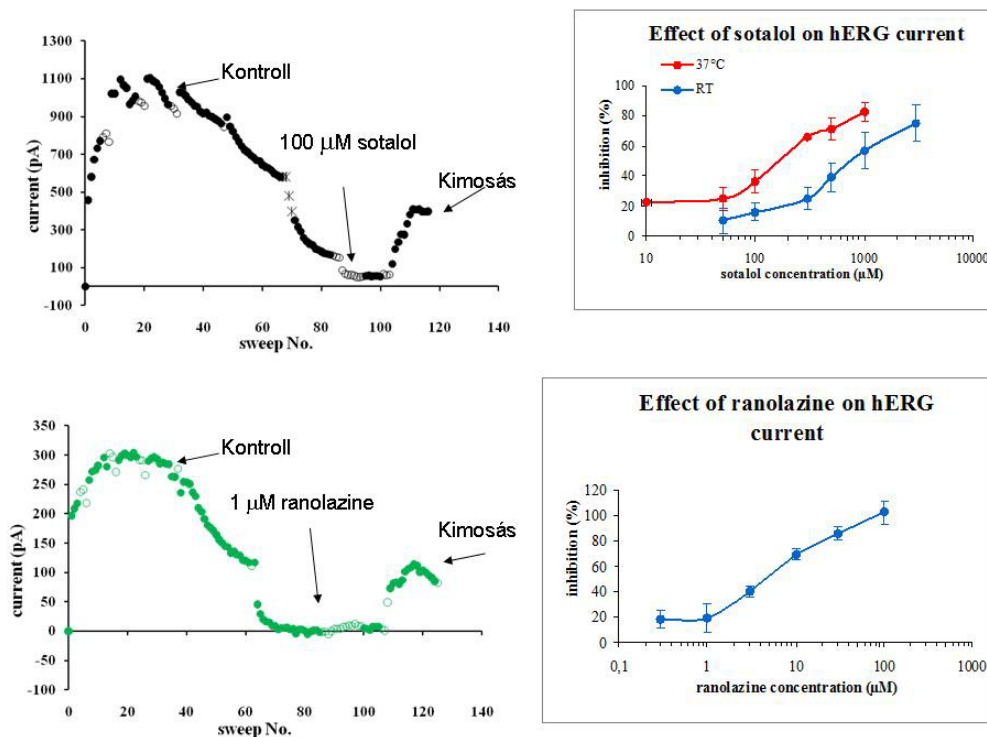 1300
1100
900
700
500
300
100
-100
current (pA)
Kontroll
100 μM sotalol
Kimosás
0 20 40 60 80 100 120 140
sweep No.
Effect of sotalol on hERG current
37°C
RT
100
80
60
40
20
0
inhibition (%)
10 100 1000 10000
sotalol concentration (μM)
350
300
250
200
150
100
50
0
-50
-100
current (pA)
Kontroll
1 μM ranolazine
Kimosás
0 20 40 60 80 100 120 140
sweep No.
Effect of ranolazine on hERG
current
120
100
80
60
40
20
0
inhibition (%)
0,1 1 10 100 1000
ranolazine concentration (μM)